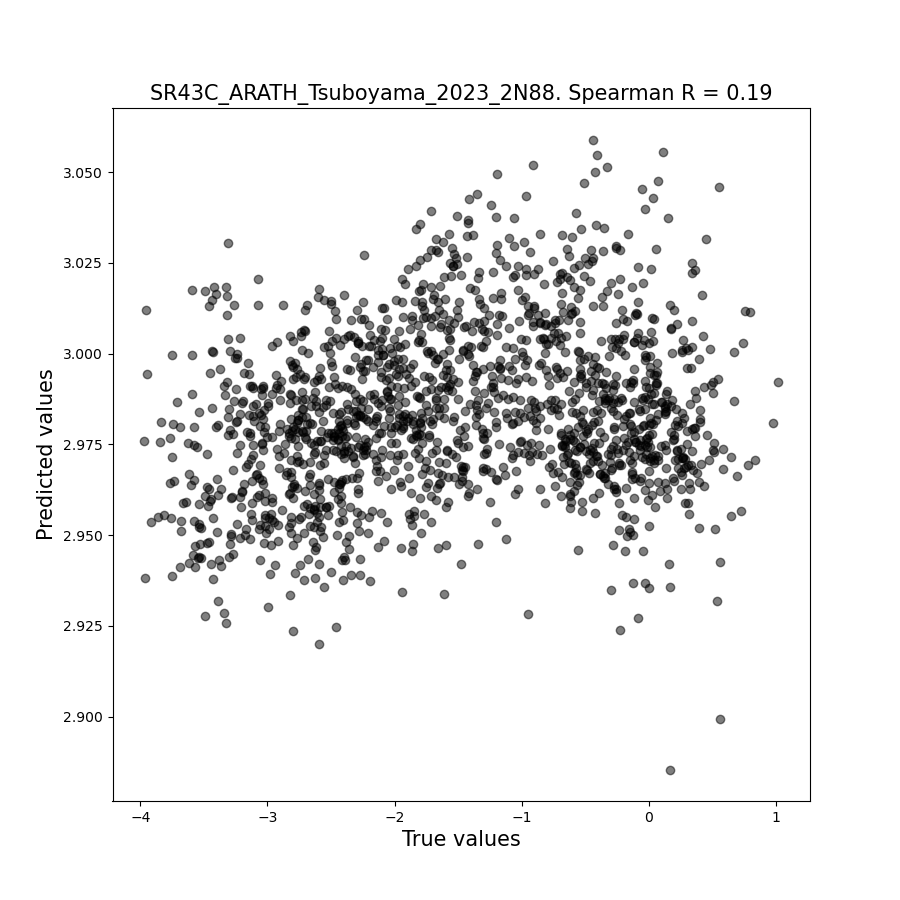 SR43C_ARATH_Tsuboyama_2023_2N88. Spearman R = 0.19
3.050
3.025
3.000
2.975
2.950
2.925
2.900
Predicted values
−4 −3 −2 −1 0 1
True values